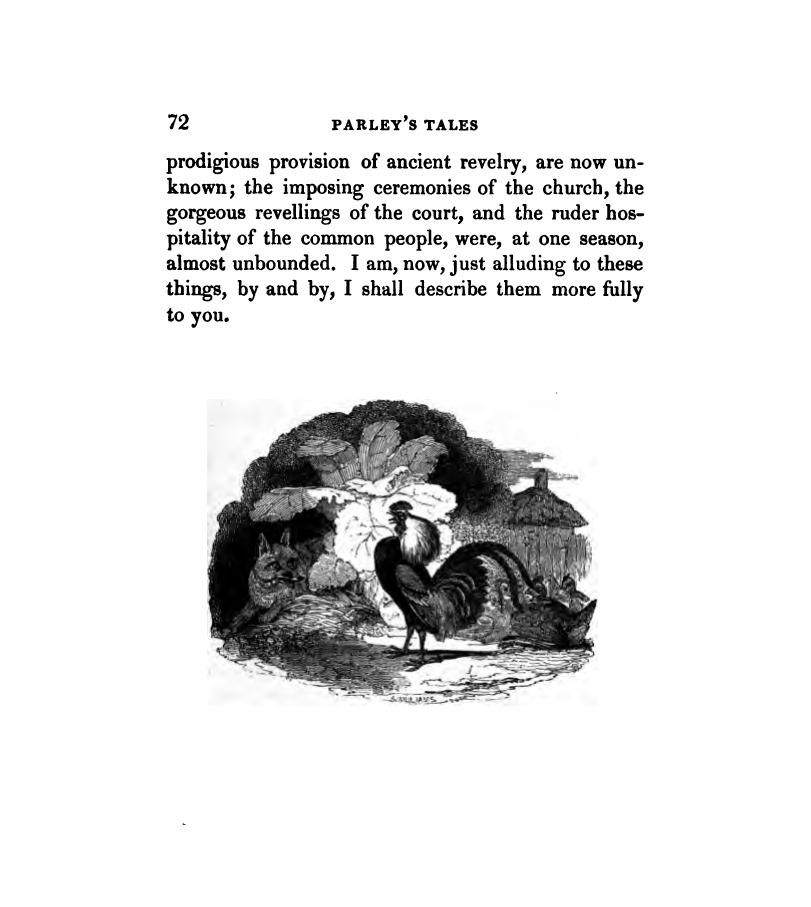 72 PARLEY'S TALES
prodigious provision of ancient revelry, are now un-
known; the imposing ceremonies of the church, the
gorgeous revellings of the court, and the ruder hos-
pitality of the common people, were, at one season,
almost unbounded. I am, now, just alluding to these
things, by and by, I shall describe them more fully
to you.